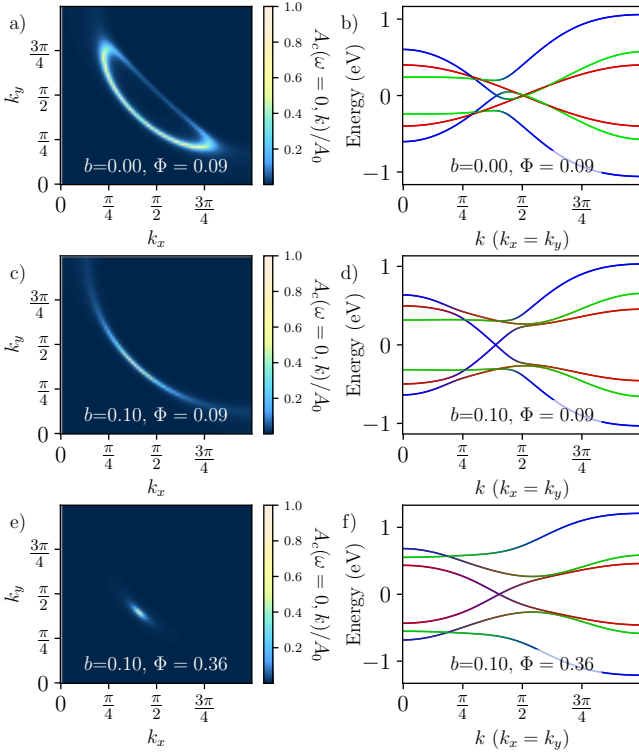 a)
3π/4
π/2
π/4
0
k_y
b=0.00, Φ = 0.09
0
π/4
π/2
3π/4
k_x
1.0
0.8
0.6
0.4
0.2
A_c(ω = 0, k)/A_0
b)
1
0
−1
Energy (eV)
b=0.00, Φ = 0.09
0
π/4
π/2
3π/4
k (k_x = k_y)
c)
3π/4
π/2
π/4
0
k_y
b=0.10, Φ = 0.09
0
π/4
π/2
3π/4
k_x
1.0
0.8
0.6
0.4
0.2
A_c(ω = 0, k)/A_0
d)
1
0
−1
Energy (eV)
b=0.10, Φ = 0.09
0
π/4
π/2
3π/4
k (k_x = k_y)
e)
3π/4
π/2
π/4
0
k_y
b=0.10, Φ = 0.36
0
π/4
π/2
3π/4
k_x
1.0
0.8
0.6
0.4
0.2
A_c(ω = 0, k)/A_0
f)
1
0
−1
Energy (eV)
b=0.10, Φ = 0.36
0
π/4
π/2
3π/4
k (k_x = k_y)